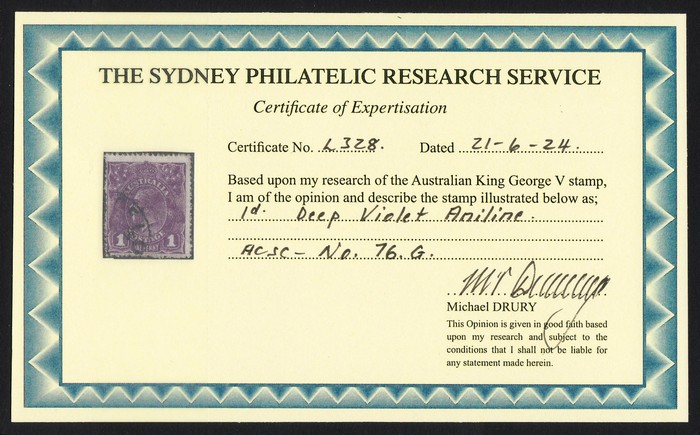 THE SYDNEY PHILATELIC RESEARCH SERVICE
Certificate of Expertisation
Certificate No. L328. Dated 21-6-24.
Based upon my research of the Australian King George V stamp,
I am of the opinion and describe the stamp illustrated below as;
1d. Deep Violet Aniline.
ACSC - No. 76.G.
AUSTRALIA
1 1
Michael DRURY
This Opinion is given in good faith based
upon my research and subject to the
conditions that I shall not be liable for
any statement made herein.